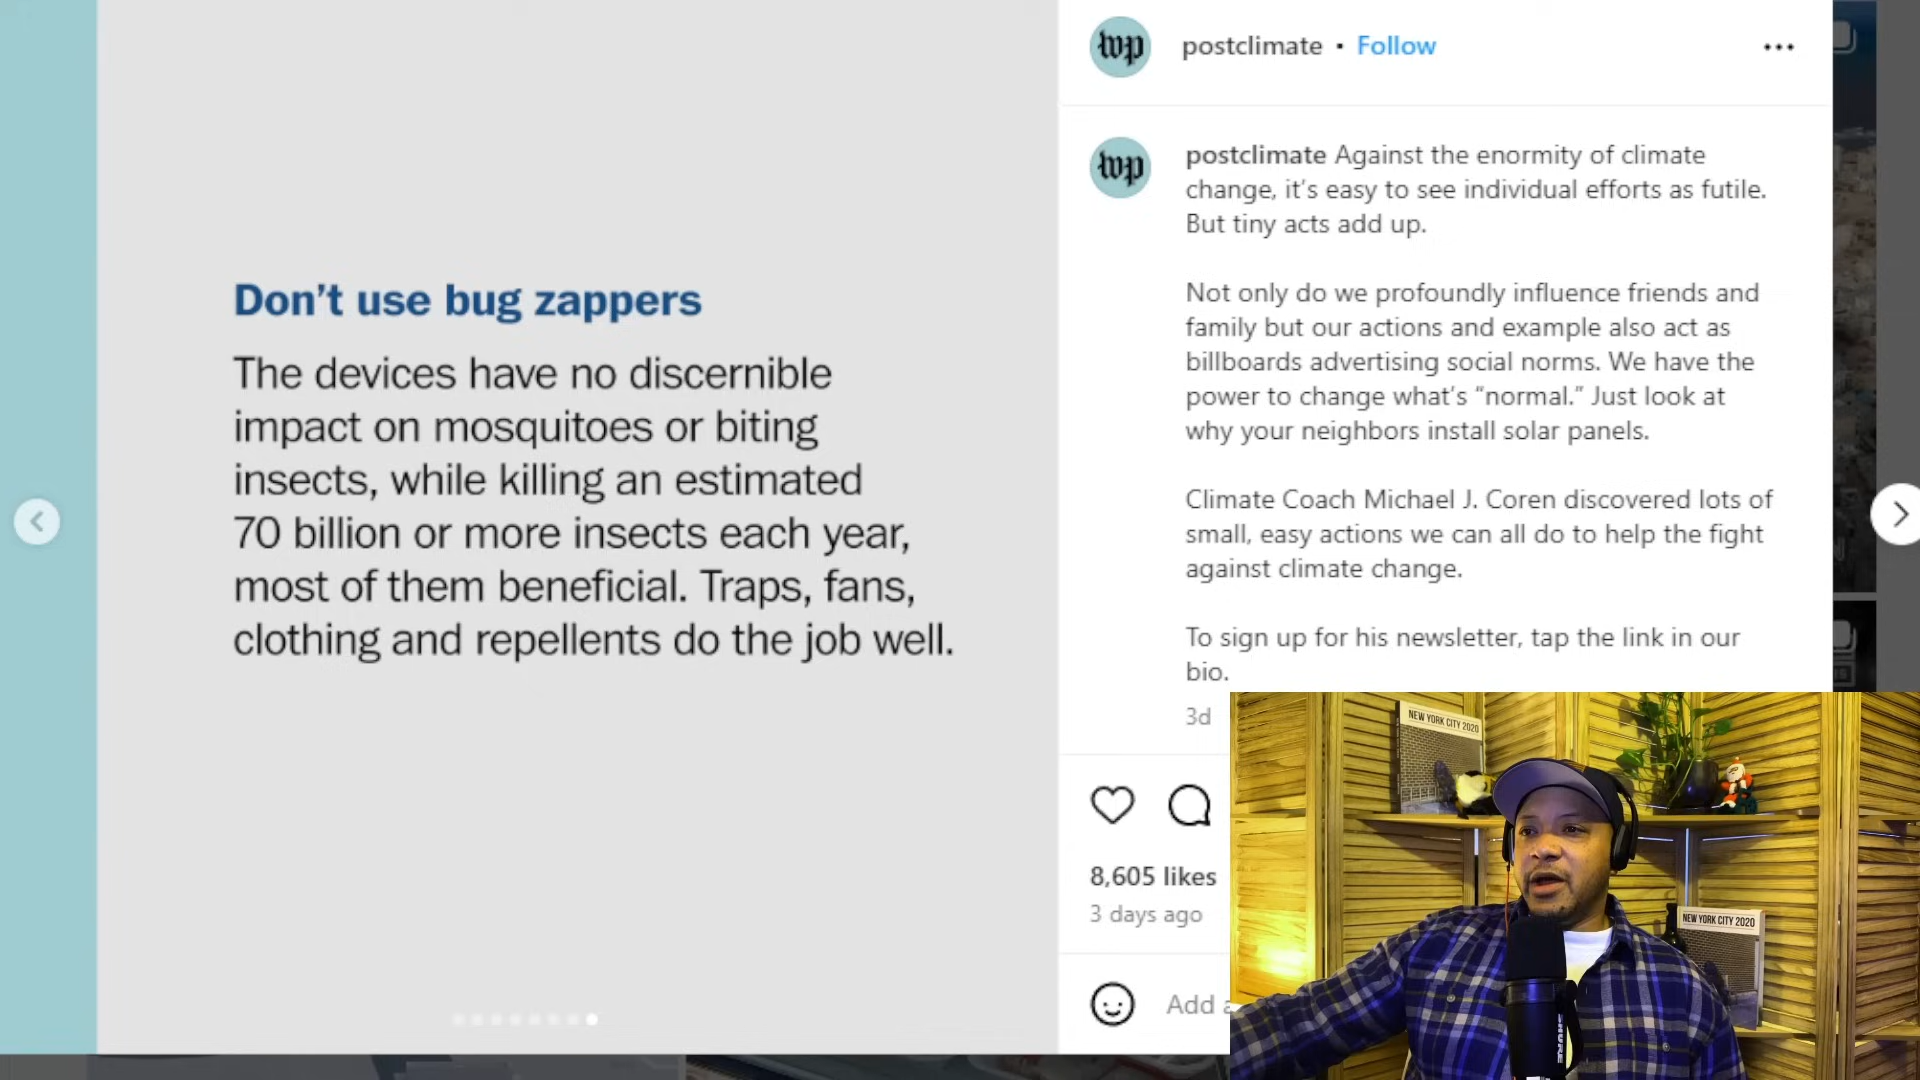 Don't use bug zappers
The devices have no discernible
impact on mosquitoes or biting
insects, while killing an estimated
70 billion or more insects each year,
most of them beneficial. Traps, fans,
clothing and repellents do the job well.
wp
postclimate • Follow
wp
postclimate Against the enormity of climate
change, it's easy to see individual efforts as futile.
But tiny acts add up.
Not only do we profoundly influence friends and
family but our actions and example also act as
billboards advertising social norms. We have the
power to change what's “normal.” Just look at
why your neighbors install solar panels.
Climate Coach Michael J. Coren discovered lots of
small, easy actions we can all do to help the fight
against climate change.
To sign up for his newsletter, tap the link in our
bio.
3d
8,605 likes
3 days ago
Add
NEW YORK CITY 2020
NEW YORK CITY 2020
SHURE